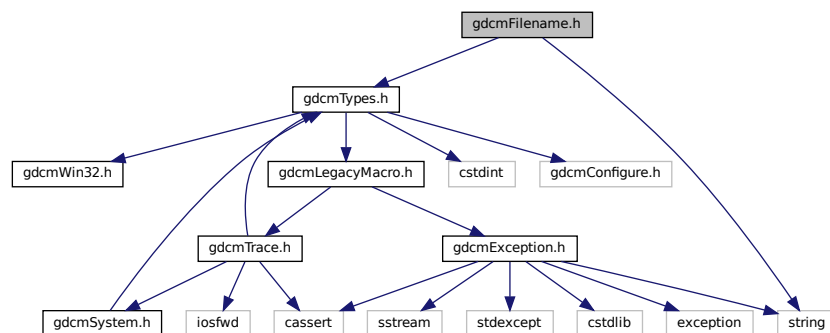 gdcmFilename.h
gdcmTypes.h
gdcmWin32.h
gdcmLegacyMacro.h
cstdint
gdcmConfigure.h
gdcmTrace.h
gdcmException.h
gdcmSystem.h
iosfwd
cassert
sstream
stdexcept
cstdlib
exception
string